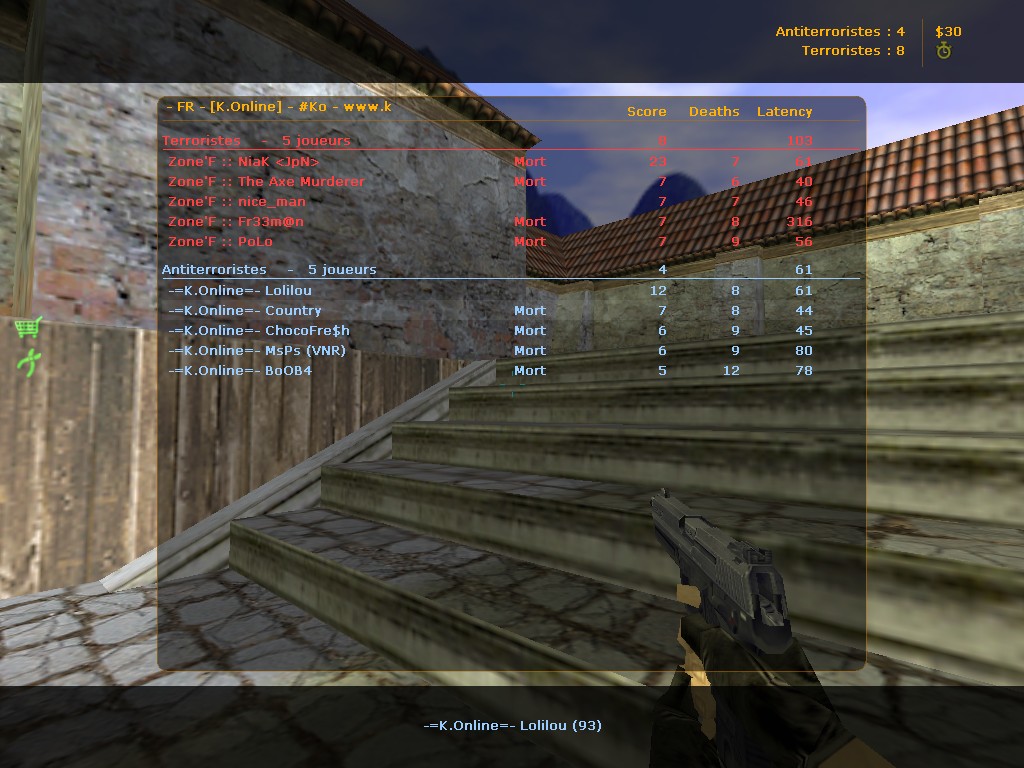 Antiterroristes : 4 $30
Terroristes : 8
- FR - [K.Online] - #Ko - www.k
Score Deaths Latency
Terroristes - 5 joueurs 8 103
Zone'F :: NiaK <JpN> Mort 23 7 61
Zone'F :: The Axe Murderer Mort 7 6 40
Zone'F :: nice_man 7 7 46
Zone'F :: Fr33m@n Mort 7 8 316
Zone'F :: PoLo Mort 7 9 56
Antiterroristes - 5 joueurs 4 61
-=K.Online=- Lolilou 12 8 61
-=K.Online=- Country Mort 7 8 44
-=K.Online=- ChocoFre$h Mort 6 9 45
-=K.Online=- MsPs (VNR) Mort 6 9 80
-=K.Online=- BoOB4 Mort 5 12 78
-=K.Online=- Lolilou (93)